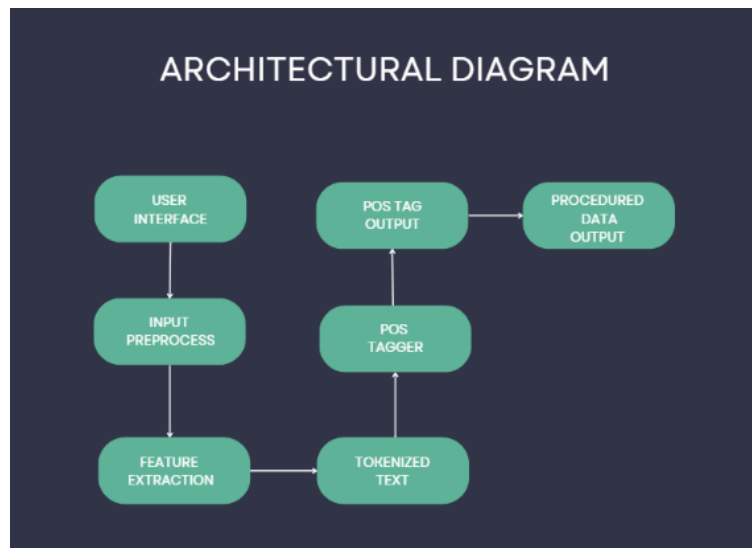 ARCHITECTURAL DIAGRAM
USER
INTERFACE
INPUT
PREPROCESS
FEATURE
EXTRACTION
TOKENIZED
TEXT
POS
TAGGER
POS TAG
OUTPUT
PROCEDURED
DATA
OUTPUT